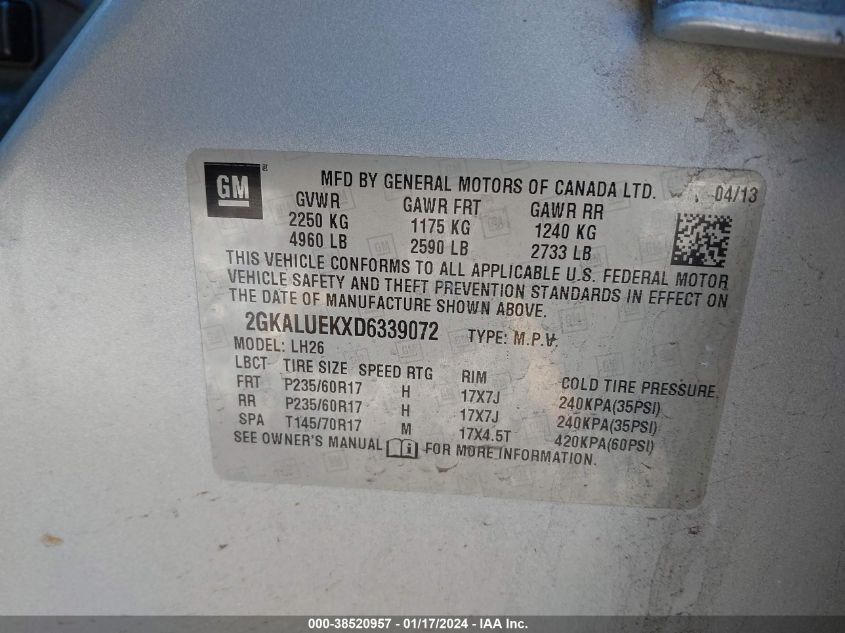 GM
MFD BY GENERAL MOTORS OF CANADA LTD. 04/13
GVWR GAWR FRT GAWR RR
2250 KG 1175 KG 1240 KG
4960 LB 2590 LB 2733 LB
THIS VEHICLE CONFORMS TO ALL APPLICABLE U.S. FEDERAL MOTOR
VEHICLE SAFETY AND THEFT PREVENTION STANDARDS IN EFFECT ON
THE DATE OF MANUFACTURE SHOWN ABOVE.
2GKALUEKXD6339072 TYPE: M.P.V.
MODEL: LH26
LBCT TIRE SIZE SPEED RTG RIM COLD TIRE PRESSURE
FRT P235/60R17 H 17X7J 240KPA(35PSI)
RR P235/60R17 H 17X7J 240KPA(35PSI)
SPA T145/70R17 M 17X4.5T 420KPA(60PSI)
SEE OWNER'S MANUAL FOR MORE INFORMATION.
000-38520957 - 01/17/2024 - IAA Inc.